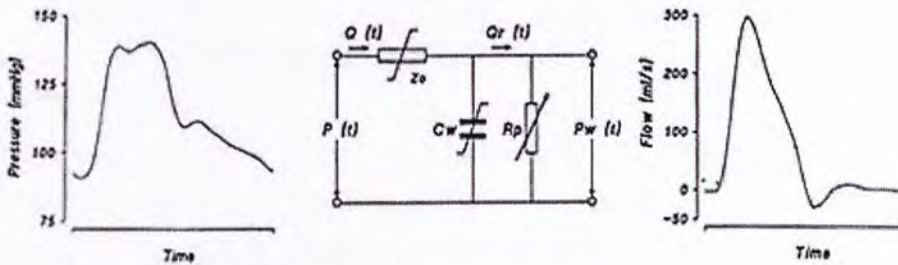 Pressure (mmHg)
150
125
100
75
Time
Q (t)
Qr (t)
Zo
P (t)
Cw
Rp
Pw (t)
Flow (ml/s)
300
200
100
0
-50
Time